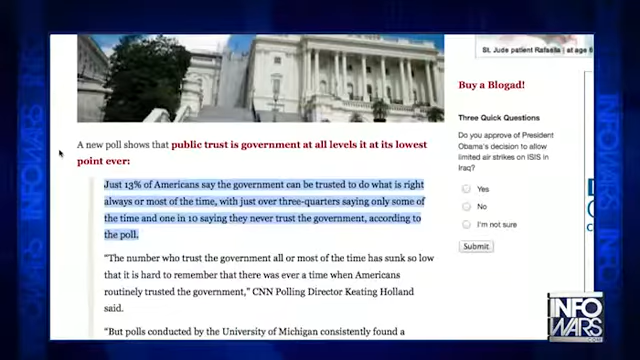 St. Jude patient Rafaella | at age 6
Buy a Blogad!
A new poll shows that public trust is government at all levels it at its lowest
point ever:
Just 13% of Americans say the government can be trusted to do what is right
always or most of the time, with just over three-quarters saying only some of
the time and one in 10 saying they never trust the government, according to
the poll.
"The number who trust the government all or most of the time has sunk so low
that it is hard to remember that there was ever a time when Americans
routinely trusted the government," CNN Polling Director Keating Holland
said.
"But polls conducted by the University of Michigan consistently found a
Three Quick Questions
Do you approve of President
Obama's decision to allow
limited air strikes on ISIS in
Iraq?
Yes
No
I'm not sure
Submit
INFO
WARS
.COM
INFOWARS
INFOWARS